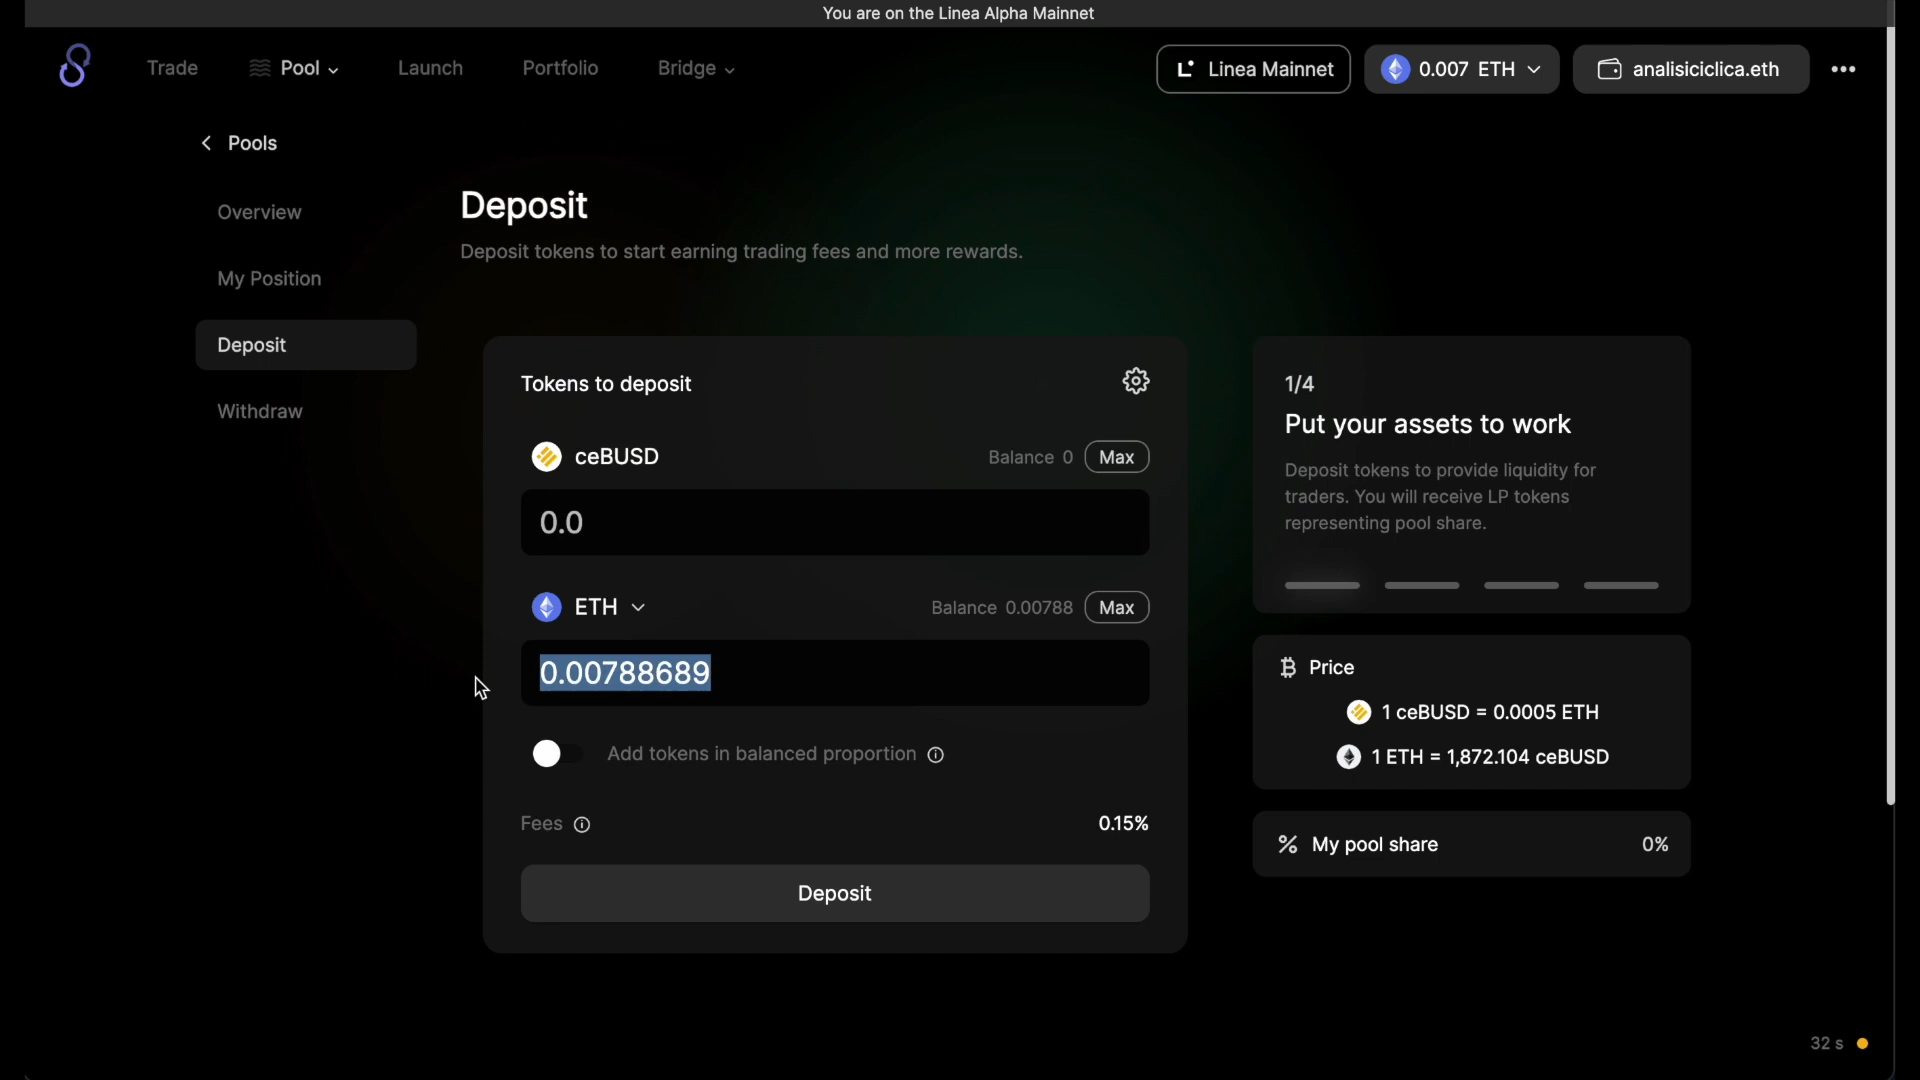 You are on the Linea Alpha Mainnet
Trade
Pool
Launch
Portfolio
Bridge
Linea Mainnet
0.007 ETH
analisiciclica.eth
Pools
Overview
My Position
Deposit
Withdraw
Deposit
Deposit tokens to start earning trading fees and more rewards.
Tokens to deposit
ceBUSD
Balance 0
Max
0.0
ETH
Balance 0.00788
Max
0.00788689
Add tokens in balanced proportion
Fees
0.15%
Deposit
1/4
Put your assets to work
Deposit tokens to provide liquidity for
traders. You will receive LP tokens
representing pool share.
Price
1 ceBUSD = 0.0005 ETH
1 ETH = 1,872.104 ceBUSD
My pool share
0%
32 s